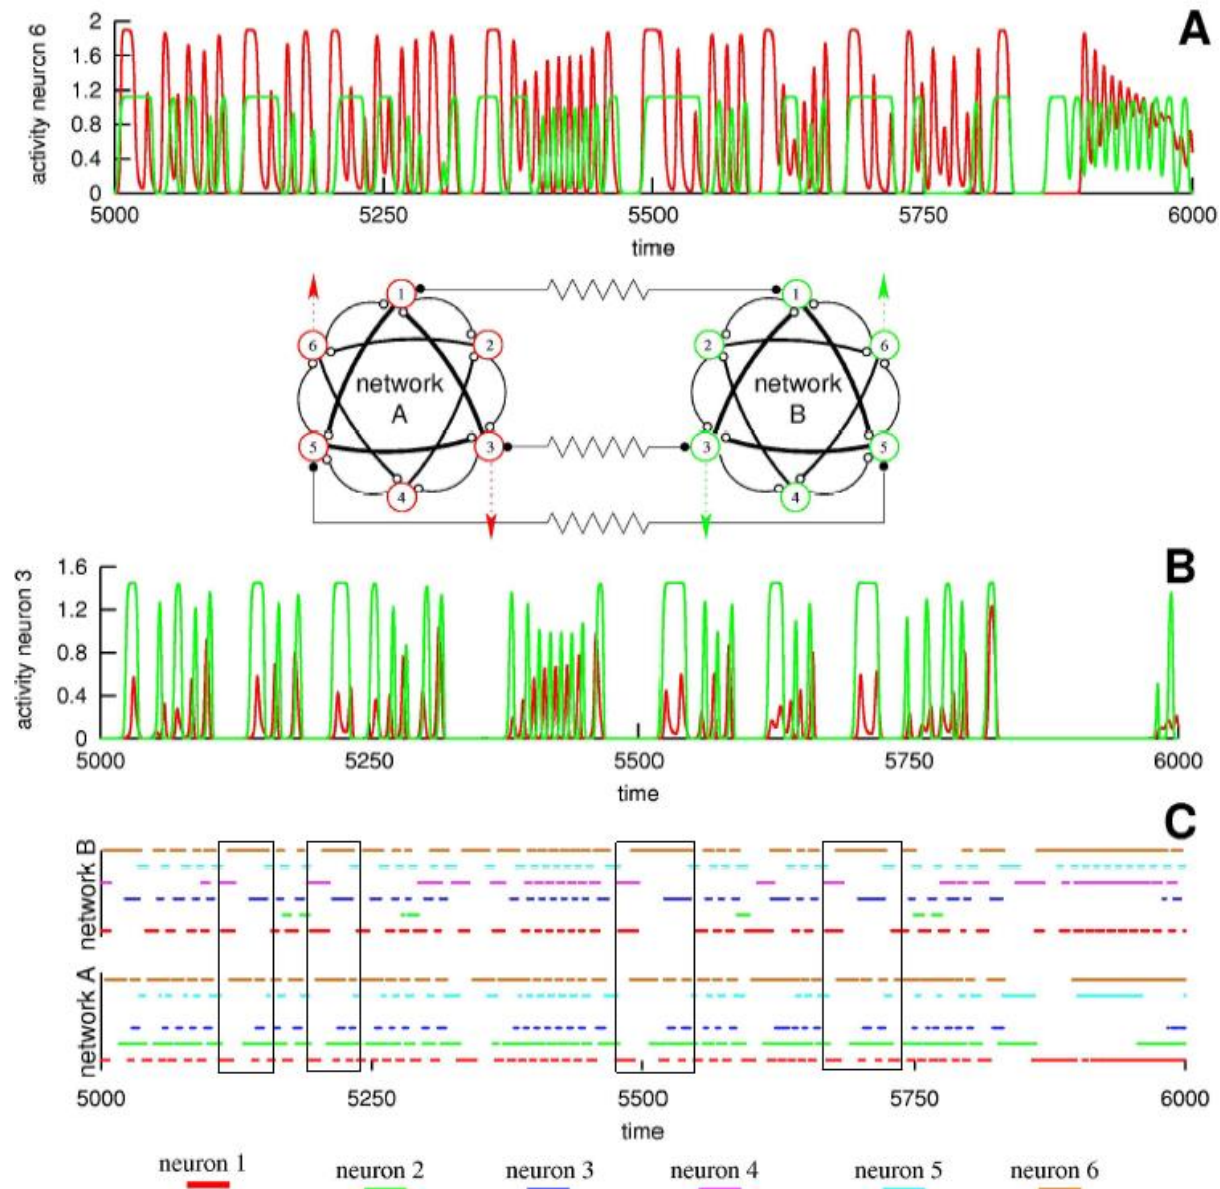 A
activity neuron 6
2
1.6
1.2
0.8
0.4
0
5000 5250 5500 5750 6000
time
1 1
6 2 2 6
network A
network B
5 3 3 5
4 4
B
activity neuron 3
1.6
1.2
0.8
0.4
0
5000 5250 5500 5750 6000
time
C
network B
network A
5000 5250 5500 5750 6000
time
neuron 1 neuron 2 neuron 3 neuron 4 neuron 5 neuron 6